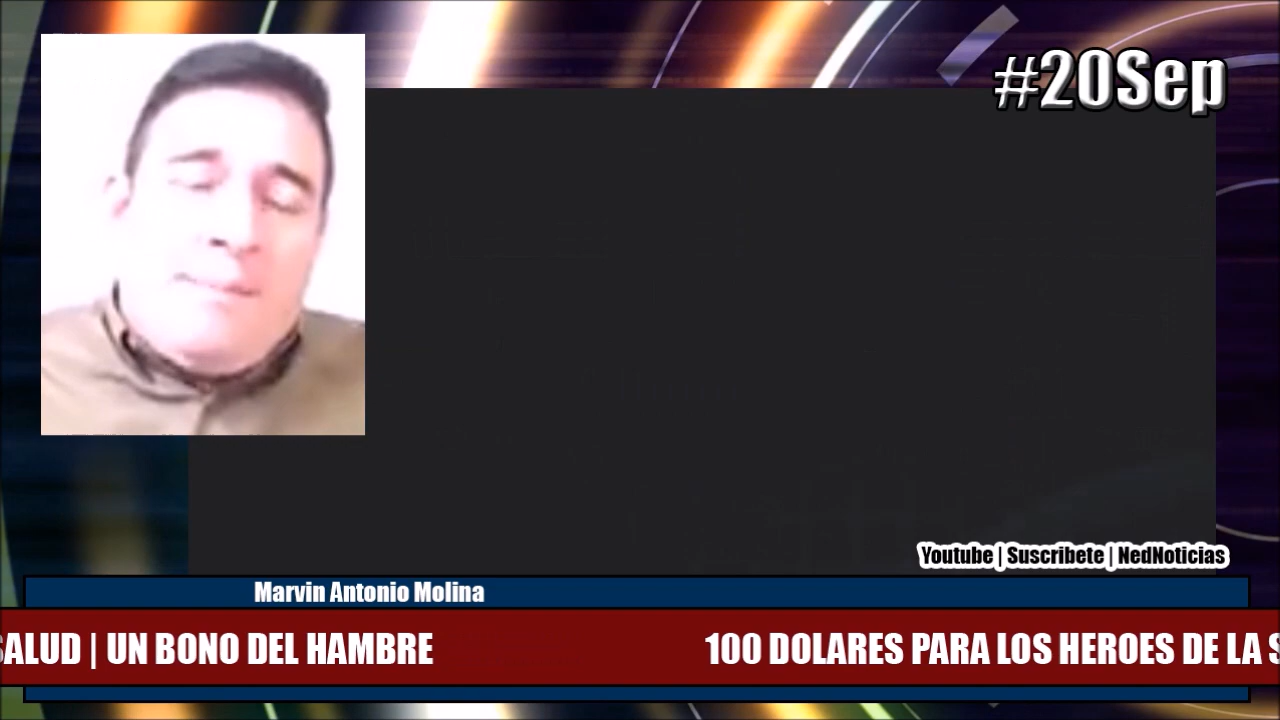 #20Sep
Youtube | Suscribete | NedNoticias
Marvin Antonio Molina
SALUD | UN BONO DEL HAMBRE 100 DOLARES PARA LOS HEROES DE LA S